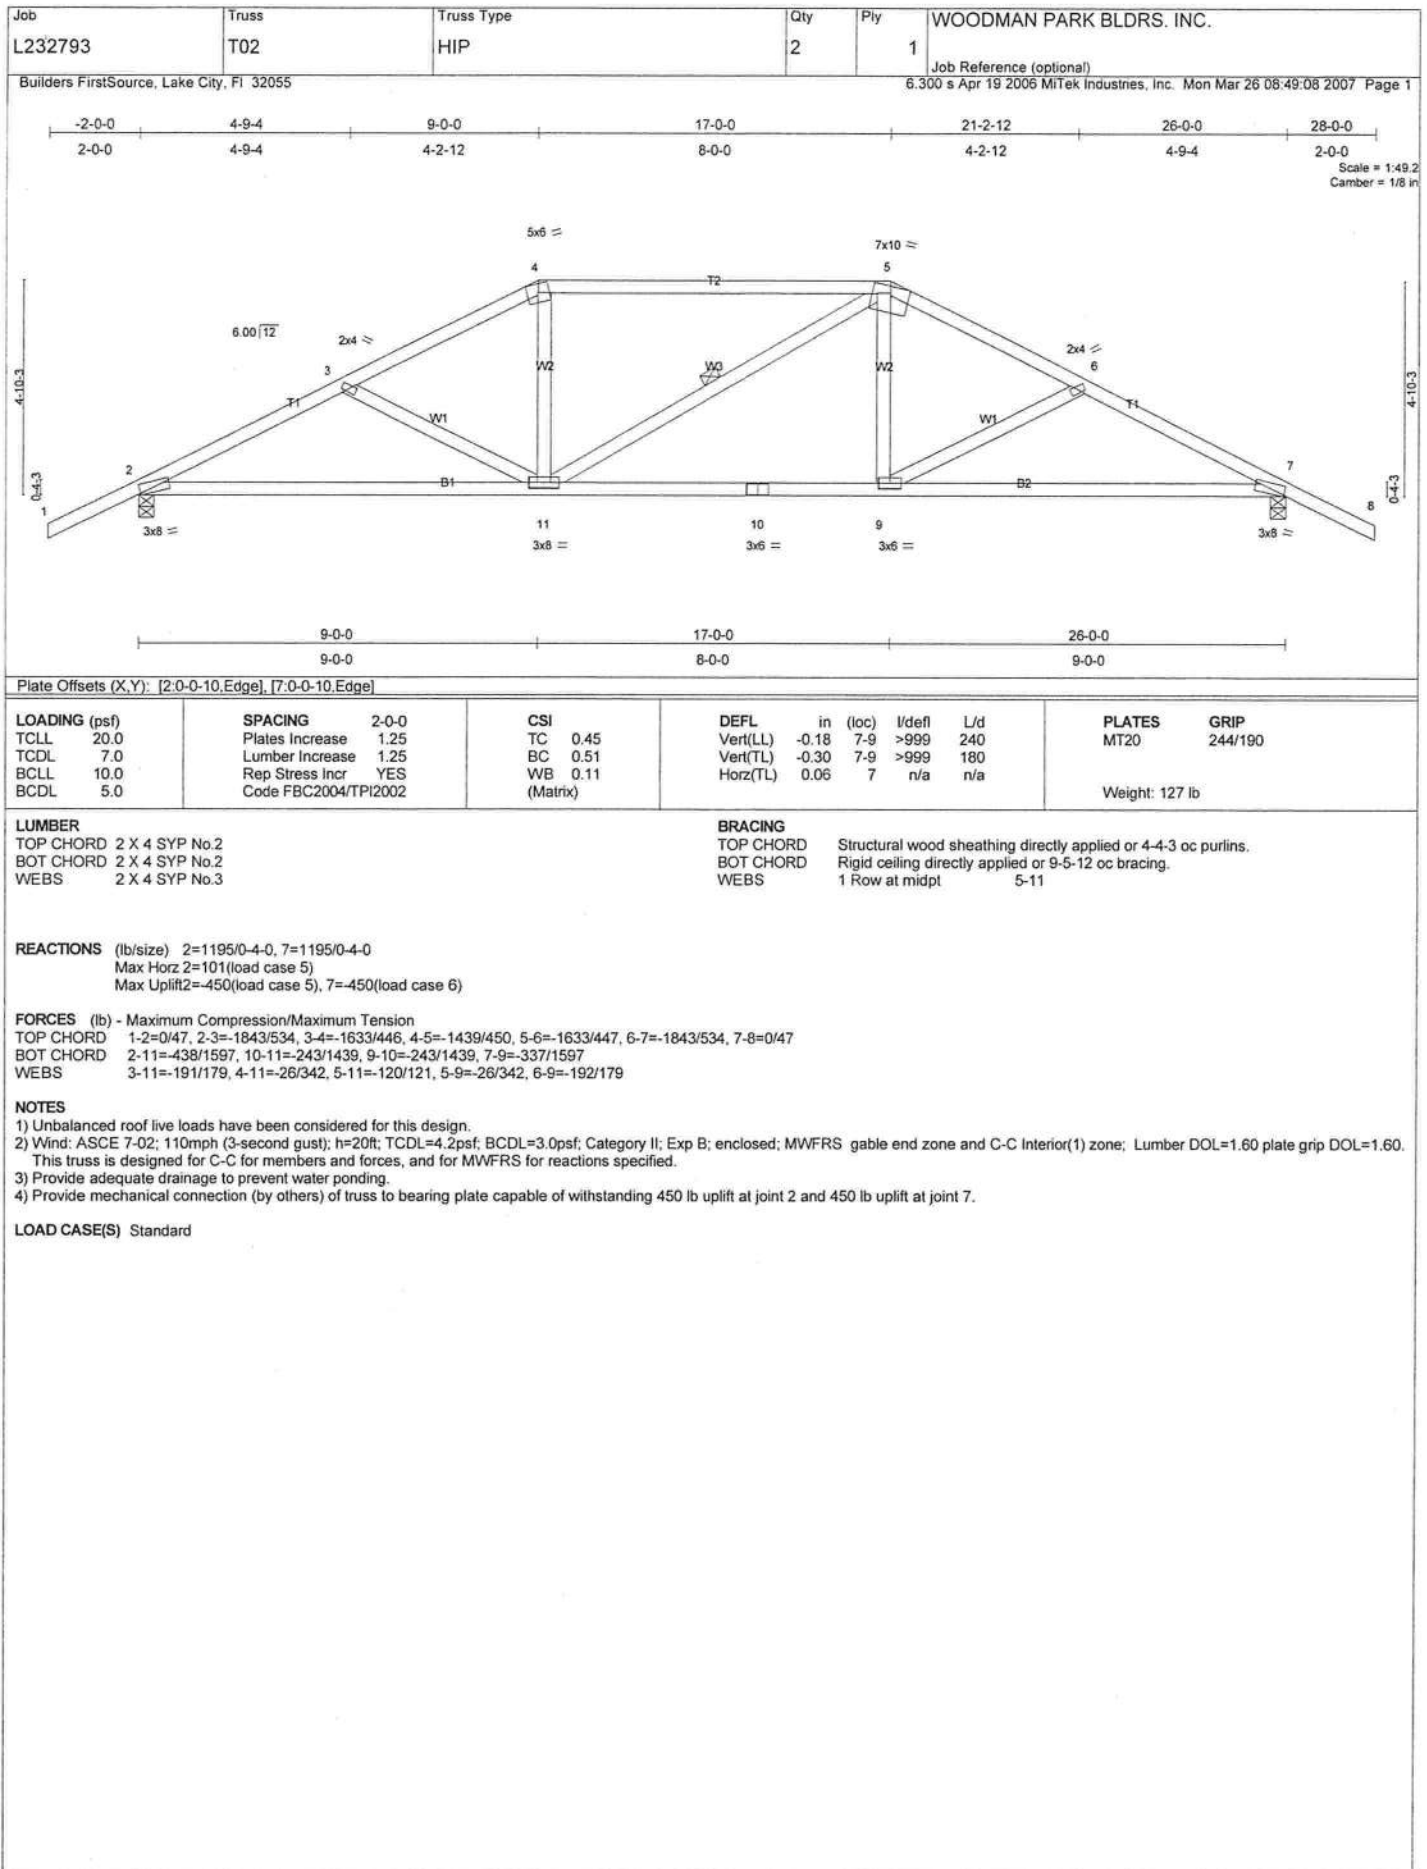 Job Truss Truss Type Qty Ply WOODMAN PARK BLDRS. INC.
L232793 T02 HIP 2 1
Job Reference (optional)
Builders FirstSource, Lake City, Fl 32055 6.300 s Apr 19 2006 MiTek Industries, Inc. Mon Mar 26 08:49:08 2007 Page 1
-2-0-0 4-9-4 9-0-0 17-0-0 21-2-12 26-0-0 28-0-0
2-0-0 4-9-4 4-2-12 8-0-0 4-2-12 4-9-4 2-0-0
Scale = 1:49.2
Camber = 1/8 in
5x6 =
7x10 =
4 5
T2
6.00 12
2x4 = 2x4 =
3 W2 W3 W2 6
4-10-3 4-10-3
T1 W1 W1 T1
2 7
0-4-3 B1 B2 0-4-3
1 8
3x8 = 11 10 9 3x8 =
3x8 = 3x6 = 3x6 =
9-0-0 17-0-0 26-0-0
9-0-0 8-0-0 9-0-0
Plate Offsets (X,Y): [2:0-0-10,Edge], [7:0-0-10,Edge]
LOADING (psf) SPACING 2-0-0 CSI DEFL in (loc) l/defl L/d PLATES GRIP
TCLL 20.0 Plates Increase 1.25 TC 0.45 Vert(LL) -0.18 7-9 >999 240 MT20 244/190
TCDL 7.0 Lumber Increase 1.25 BC 0.51 Vert(TL) -0.30 7-9 >999 180
BCLL 10.0 Rep Stress Incr YES WB 0.11 Horz(TL) 0.06 7 n/a n/a
BCDL 5.0 Code FBC2004/TPI2002 (Matrix) Weight: 127 lb
LUMBER BRACING
TOP CHORD 2 X 4 SYP No.2 TOP CHORD Structural wood sheathing directly applied or 4-4-3 oc purlins.
BOT CHORD 2 X 4 SYP No.2 BOT CHORD Rigid ceiling directly applied or 9-5-12 oc bracing.
WEBS 2 X 4 SYP No.3 WEBS 1 Row at midpt 5-11
REACTIONS (lb/size) 2=1195/0-4-0, 7=1195/0-4-0
Max Horz 2=101(load case 5)
Max Uplift2=-450(load case 5), 7=-450(load case 6)
FORCES (lb) - Maximum Compression/Maximum Tension
TOP CHORD 1-2=0/47, 2-3=-1843/534, 3-4=-1633/446, 4-5=-1439/450, 5-6=-1633/447, 6-7=-1843/534, 7-8=0/47
BOT CHORD 2-11=-438/1597, 10-11=-243/1439, 9-10=-243/1439, 7-9=-337/1597
WEBS 3-11=-191/179, 4-11=-26/342, 5-11=-120/121, 5-9=-26/342, 6-9=-192/179
NOTES
1) Unbalanced roof live loads have been considered for this design.
2) Wind: ASCE 7-02; 110mph (3-second gust); h=20ft; TCDL=4.2psf; BCDL=3.0psf; Category II; Exp B; enclosed; MWFRS gable end zone and C-C Interior(1) zone; Lumber DOL=1.60 plate grip DOL=1.60.
This truss is designed for C-C for members and forces, and for MWFRS for reactions specified.
3) Provide adequate drainage to prevent water ponding.
4) Provide mechanical connection (by others) of truss to bearing plate capable of withstanding 450 lb uplift at joint 2 and 450 lb uplift at joint 7.
LOAD CASE(S) Standard